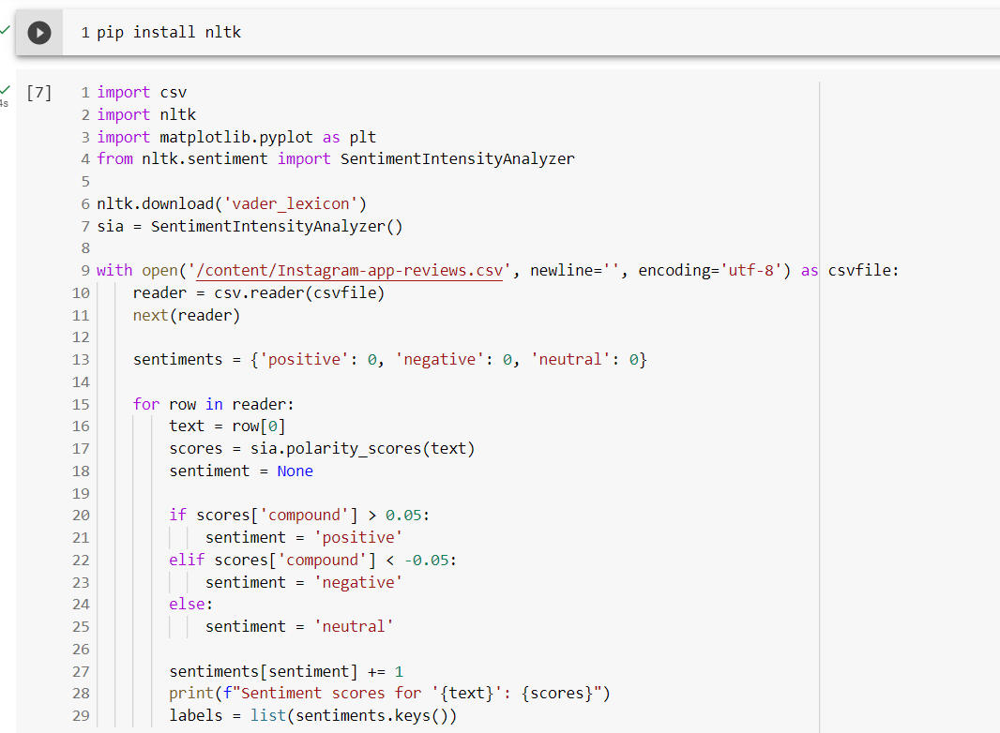 1 pip install nltk
[7]
4s
1 import csv
2 import nltk
3 import matplotlib.pyplot as plt
4 from nltk.sentiment import SentimentIntensityAnalyzer
5
6 nltk.download('vader_lexicon')
7 sia = SentimentIntensityAnalyzer()
8
9 with open('/content/Instagram-app-reviews.csv', newline='', encoding='utf-8') as csvfile:
10     reader = csv.reader(csvfile)
11     next(reader)
12
13     sentiments = {'positive': 0, 'negative': 0, 'neutral': 0}
14
15     for row in reader:
16         text = row[0]
17         scores = sia.polarity_scores(text)
18         sentiment = None
19
20         if scores['compound'] > 0.05:
21             sentiment = 'positive'
22         elif scores['compound'] < -0.05:
23             sentiment = 'negative'
24         else:
25             sentiment = 'neutral'
26
27         sentiments[sentiment] += 1
28         print(f"Sentiment scores for '{text}': {scores}")
29         labels = list(sentiments.keys())